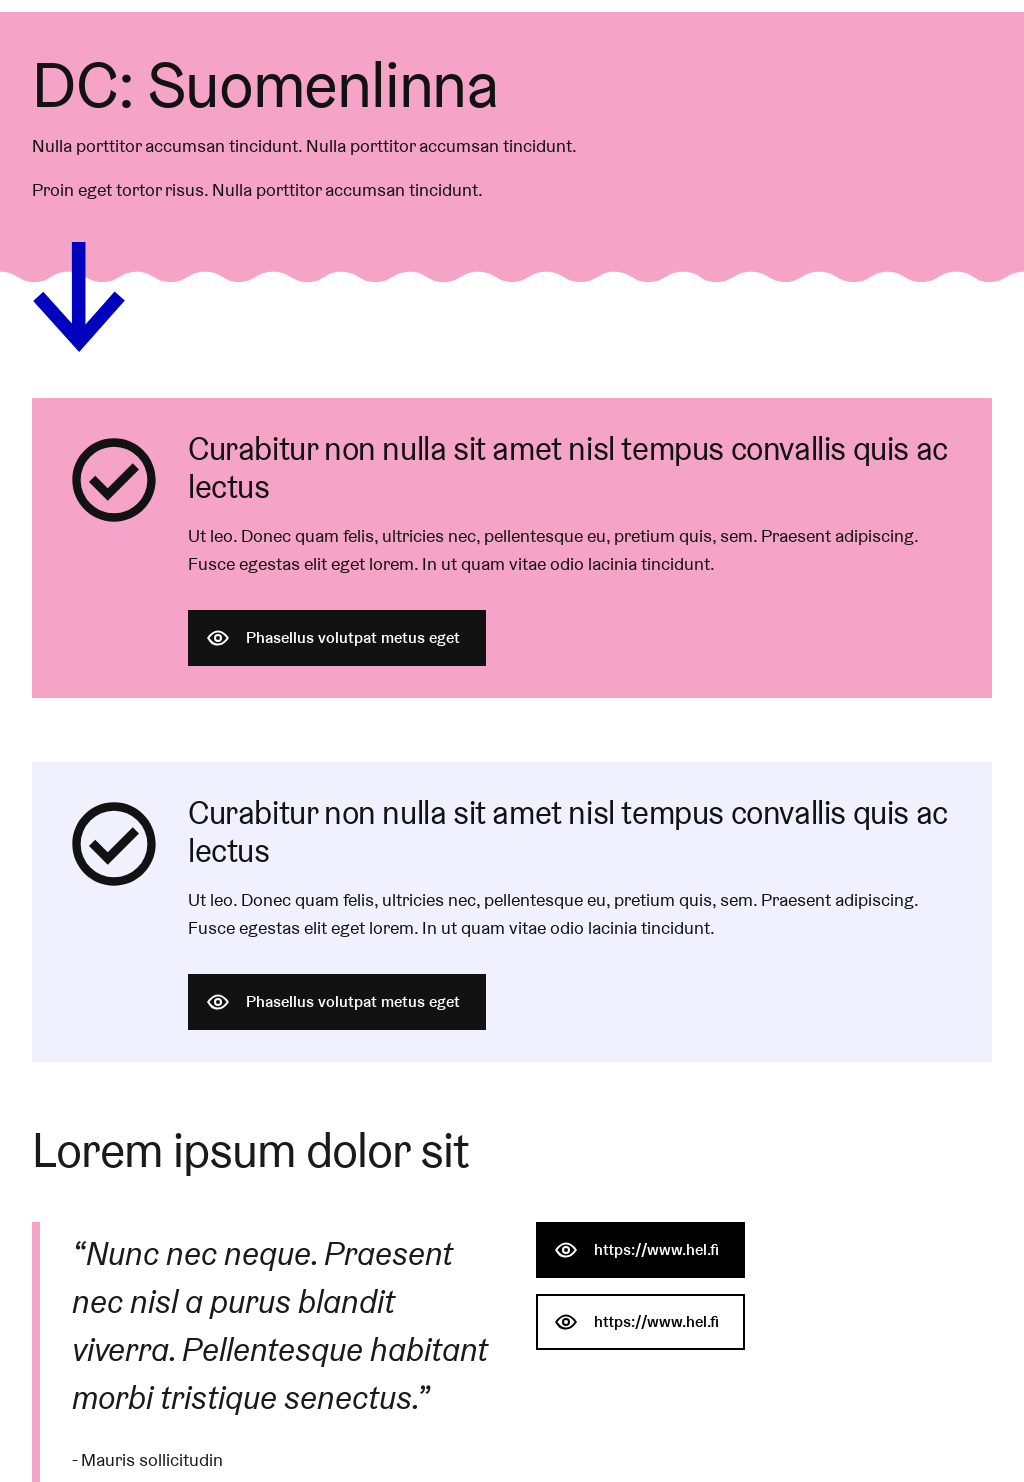 DC: Suomenlinna
Nulla porttitor accumsan tincidunt. Nulla porttitor accumsan tincidunt.
Proin eget tortor risus. Nulla porttitor accumsan tincidunt.
Curabitur non nulla sit amet nisl tempus convallis quis ac
lectus
Ut leo. Donec quam felis, ultricies nec, pellentesque eu, pretium quis, sem. Praesent adipiscing.
Fusce egestas elit eget lorem. In ut quam vitae odio lacinia tincidunt.
Phasellus volutpat metus eget
Curabitur non nulla sit amet nisl tempus convallis quis ac
lectus
Ut leo. Donec quam felis, ultricies nec, pellentesque eu, pretium quis, sem. Praesent adipiscing.
Fusce egestas elit eget lorem. In ut quam vitae odio lacinia tincidunt.
Phasellus volutpat metus eget
Lorem ipsum dolor sit
“Nunc nec neque. Praesent
nec nisl a purus blandit
viverra. Pellentesque habitant
morbi tristique senectus.”
- Mauris sollicitudin
https://www.hel.fi
https://www.hel.fi